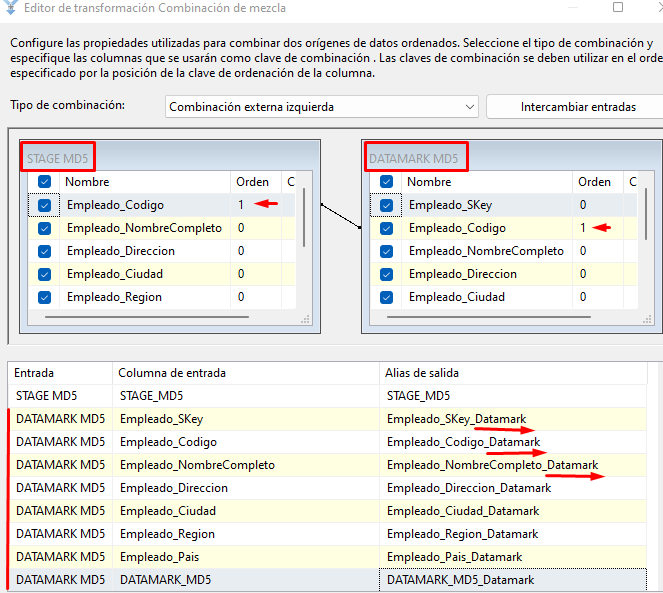 Editor de transformación Combinación de mezcla
Configure las propiedades utilizadas para combinar dos orígenes de datos ordenados. Seleccione el tipo de combinación y
especifique las columnas que se usarán como clave de combinación . Las claves de combinación se deben utilizar en el orde
especificado por la posición de la clave de ordenación de la columna.
Tipo de combinación: Combinación externa izquierda Intercambiar entradas
STAGE MD5
Nombre Orden C
Empleado_Codigo 1
Empleado_NombreCompleto 0
Empleado_Direccion 0
Empleado_Ciudad 0
Empleado_Region 0
DATAMARK MD5
Nombre Orden C
Empleado_SKey 0
Empleado_Codigo 1
Empleado_NombreCompleto 0
Empleado_Direccion 0
Empleado_Ciudad 0
Entrada Columna de entrada Alias de salida
STAGE MD5 STAGE_MD5 STAGE_MD5
DATAMARK MD5 Empleado_SKey Empleado_SKey_Datamark
DATAMARK MD5 Empleado_Codigo Empleado_Codigo_Datamark
DATAMARK MD5 Empleado_NombreCompleto Empleado_NombreCompleto_Datamark
DATAMARK MD5 Empleado_Direccion Empleado_Direccion_Datamark
DATAMARK MD5 Empleado_Ciudad Empleado_Ciudad_Datamark
DATAMARK MD5 Empleado_Region Empleado_Region_Datamark
DATAMARK MD5 Empleado_Pais Empleado_Pais_Datamark
DATAMARK MD5 DATAMARK_MD5 DATAMARK_MD5_Datamark